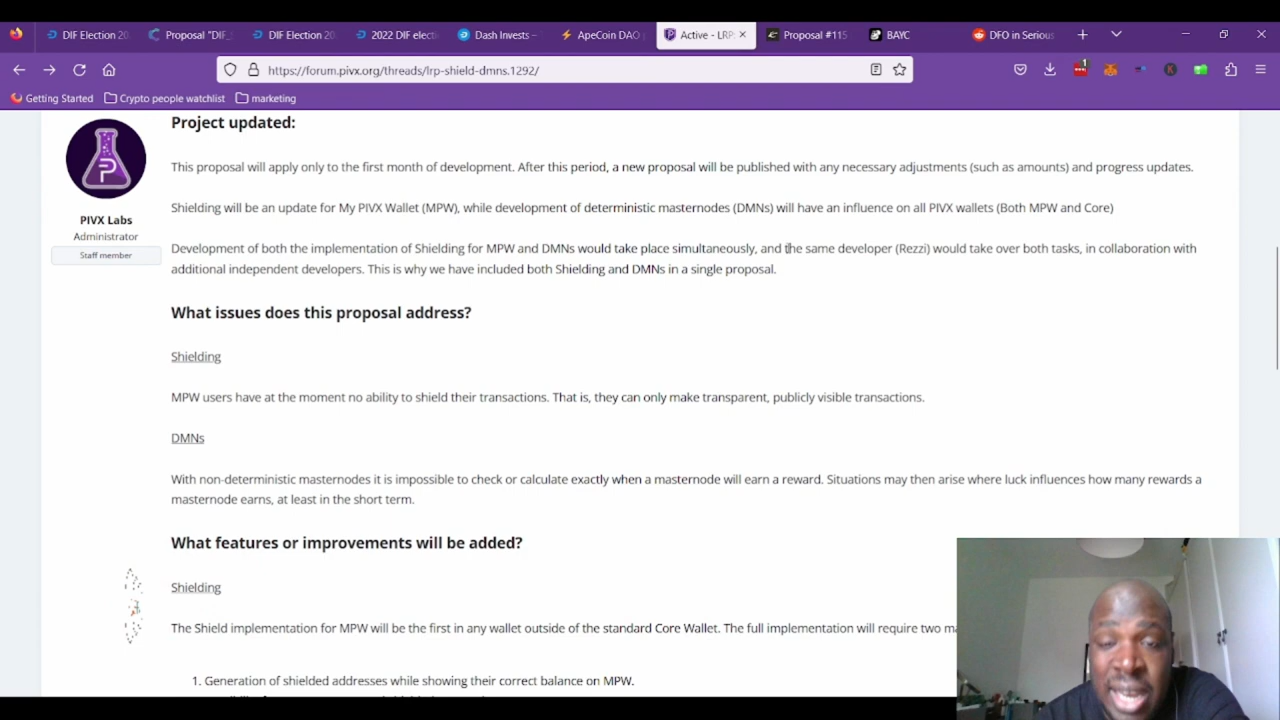 DIF Election 20
Proposal "DIF_
DIF Election 20
2022 DIF electi
Dash Invests –
ApeCoin DAO
Active - LRP:
Proposal #115
BAYC
DFO in Serious
https://forum.pivx.org/threads/lrp-shield-dmns.1292/
1
Getting Started
Crypto people watchlist
marketing
Project updated:
This proposal will apply only to the first month of development. After this period, a new proposal will be published with any necessary adjustments (such as amounts) and progress updates.
PIVX Labs
Administrator
Staff member
Shielding will be an update for My PIVX Wallet (MPW), while development of deterministic masternodes (DMNs) will have an influence on all PIVX wallets (Both MPW and Core)
Development of both the implementation of Shielding for MPW and DMNs would take place simultaneously, and the same developer (Rezzi) would take over both tasks, in collaboration with
additional independent developers. This is why we have included both Shielding and DMNs in a single proposal.
What issues does this proposal address?
Shielding
MPW users have at the moment no ability to shield their transactions. That is, they can only make transparent, publicly visible transactions.
DMNs
With non-deterministic masternodes it is impossible to check or calculate exactly when a masternode will earn a reward. Situations may then arise where luck influences how many rewards a
masternode earns, at least in the short term.
What features or improvements will be added?
Shielding
The Shield implementation for MPW will be the first in any wallet outside of the standard Core Wallet. The full implementation will require two ma
1. Generation of shielded addresses while showing their correct balance on MPW.